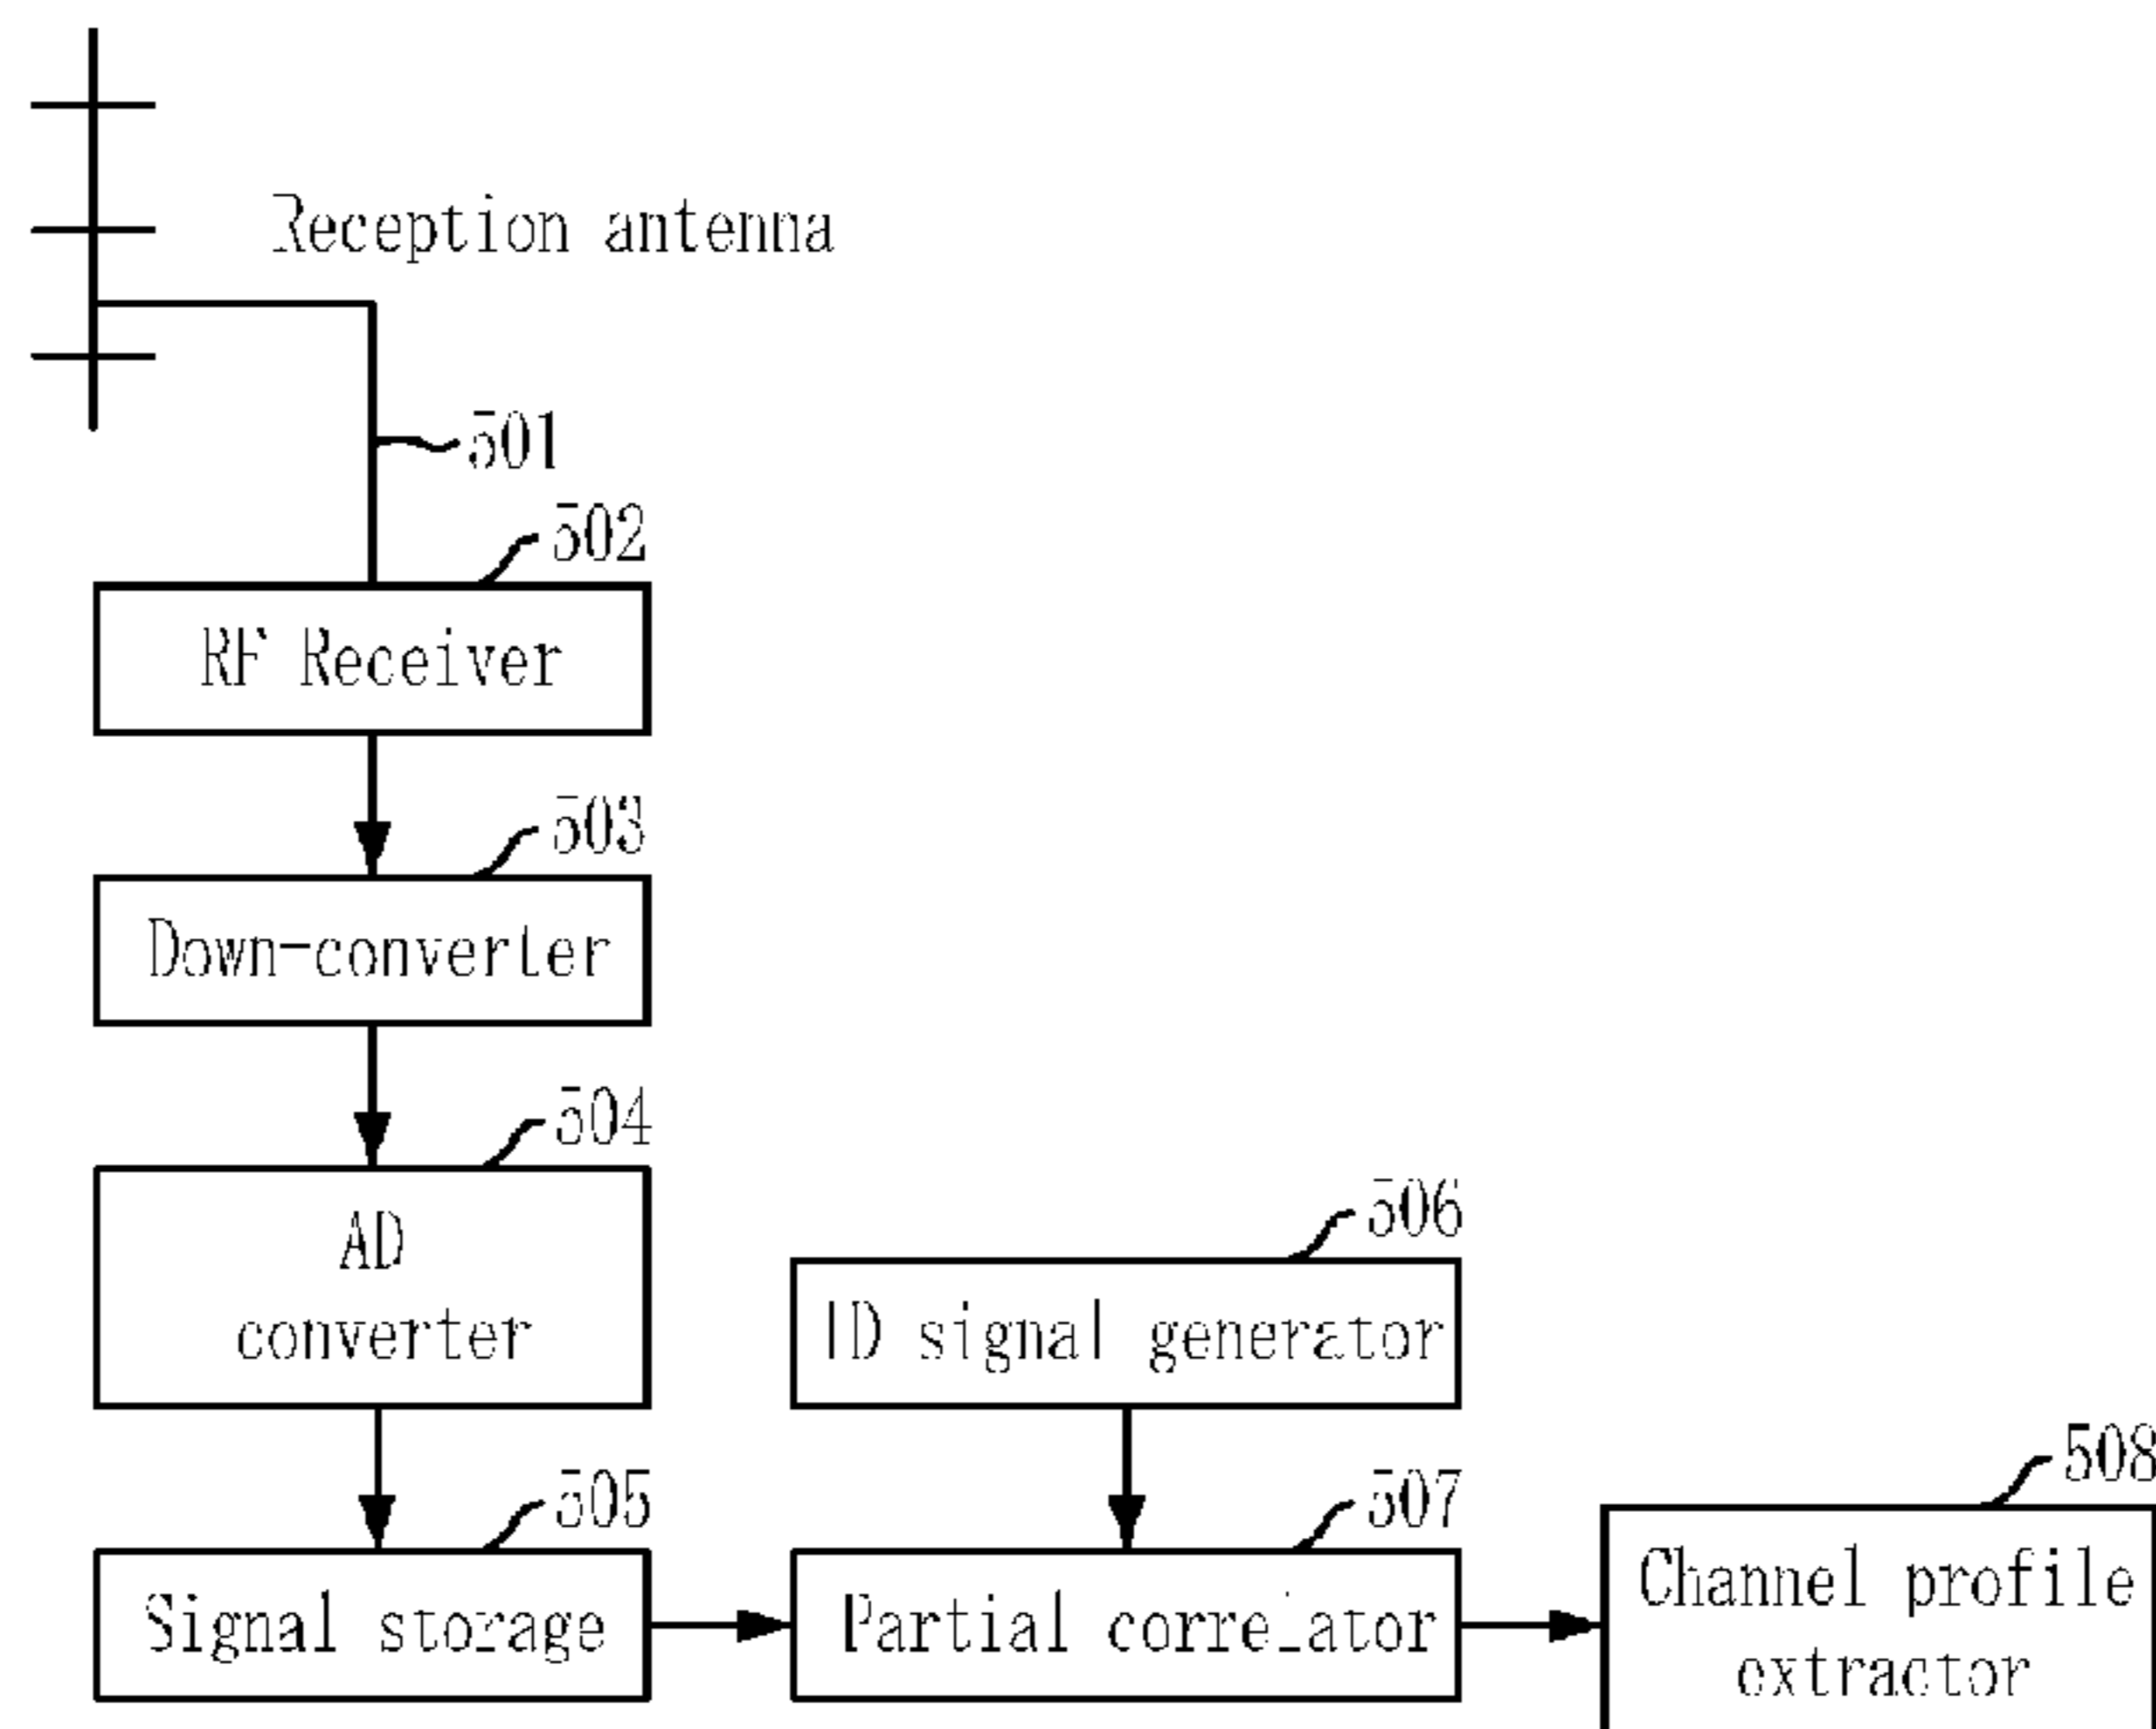 Reception antenna
501
502
RF Receiver
503
Down-converter
504
AD
converter
506
ID signal generator
505
Signal storage
507
Partial correlator
508
Channel profile
extractor